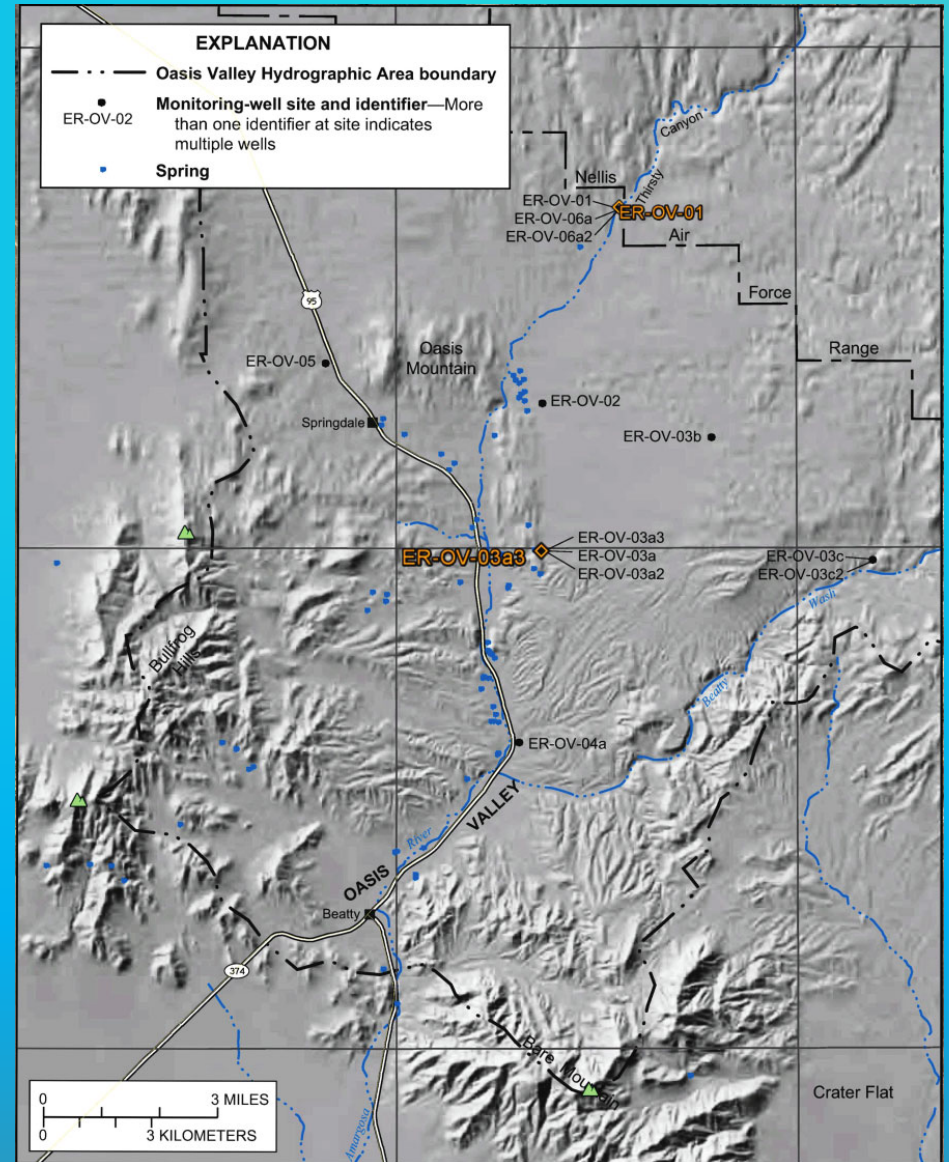 EXPLANATION
Oasis Valley Hydrographic Area boundary
ER-OV-02
Monitoring-well site and identifier—More
than one identifier at site indicates
multiple wells
Spring
Canyon
Thirsty
Nellis
ER-OV-01
ER-OV-01
ER-OV-06a
ER-OV-06a2
Air
Force
Range
95
Oasis
Mountain
ER-OV-05
ER-OV-02
Springdale
ER-OV-03b
ER-OV-03a3
ER-OV-03a3
ER-OV-03a
ER-OV-03a2
ER-OV-03c
ER-OV-03c2
Wash
Beatty
Bullfrog
Hills
ER-OV-04a
OASIS
VALLEY
River
Beatty
374
Bare Mountain
Crater Flat
Amargosa
0
3 MILES
0
3 KILOMETERS